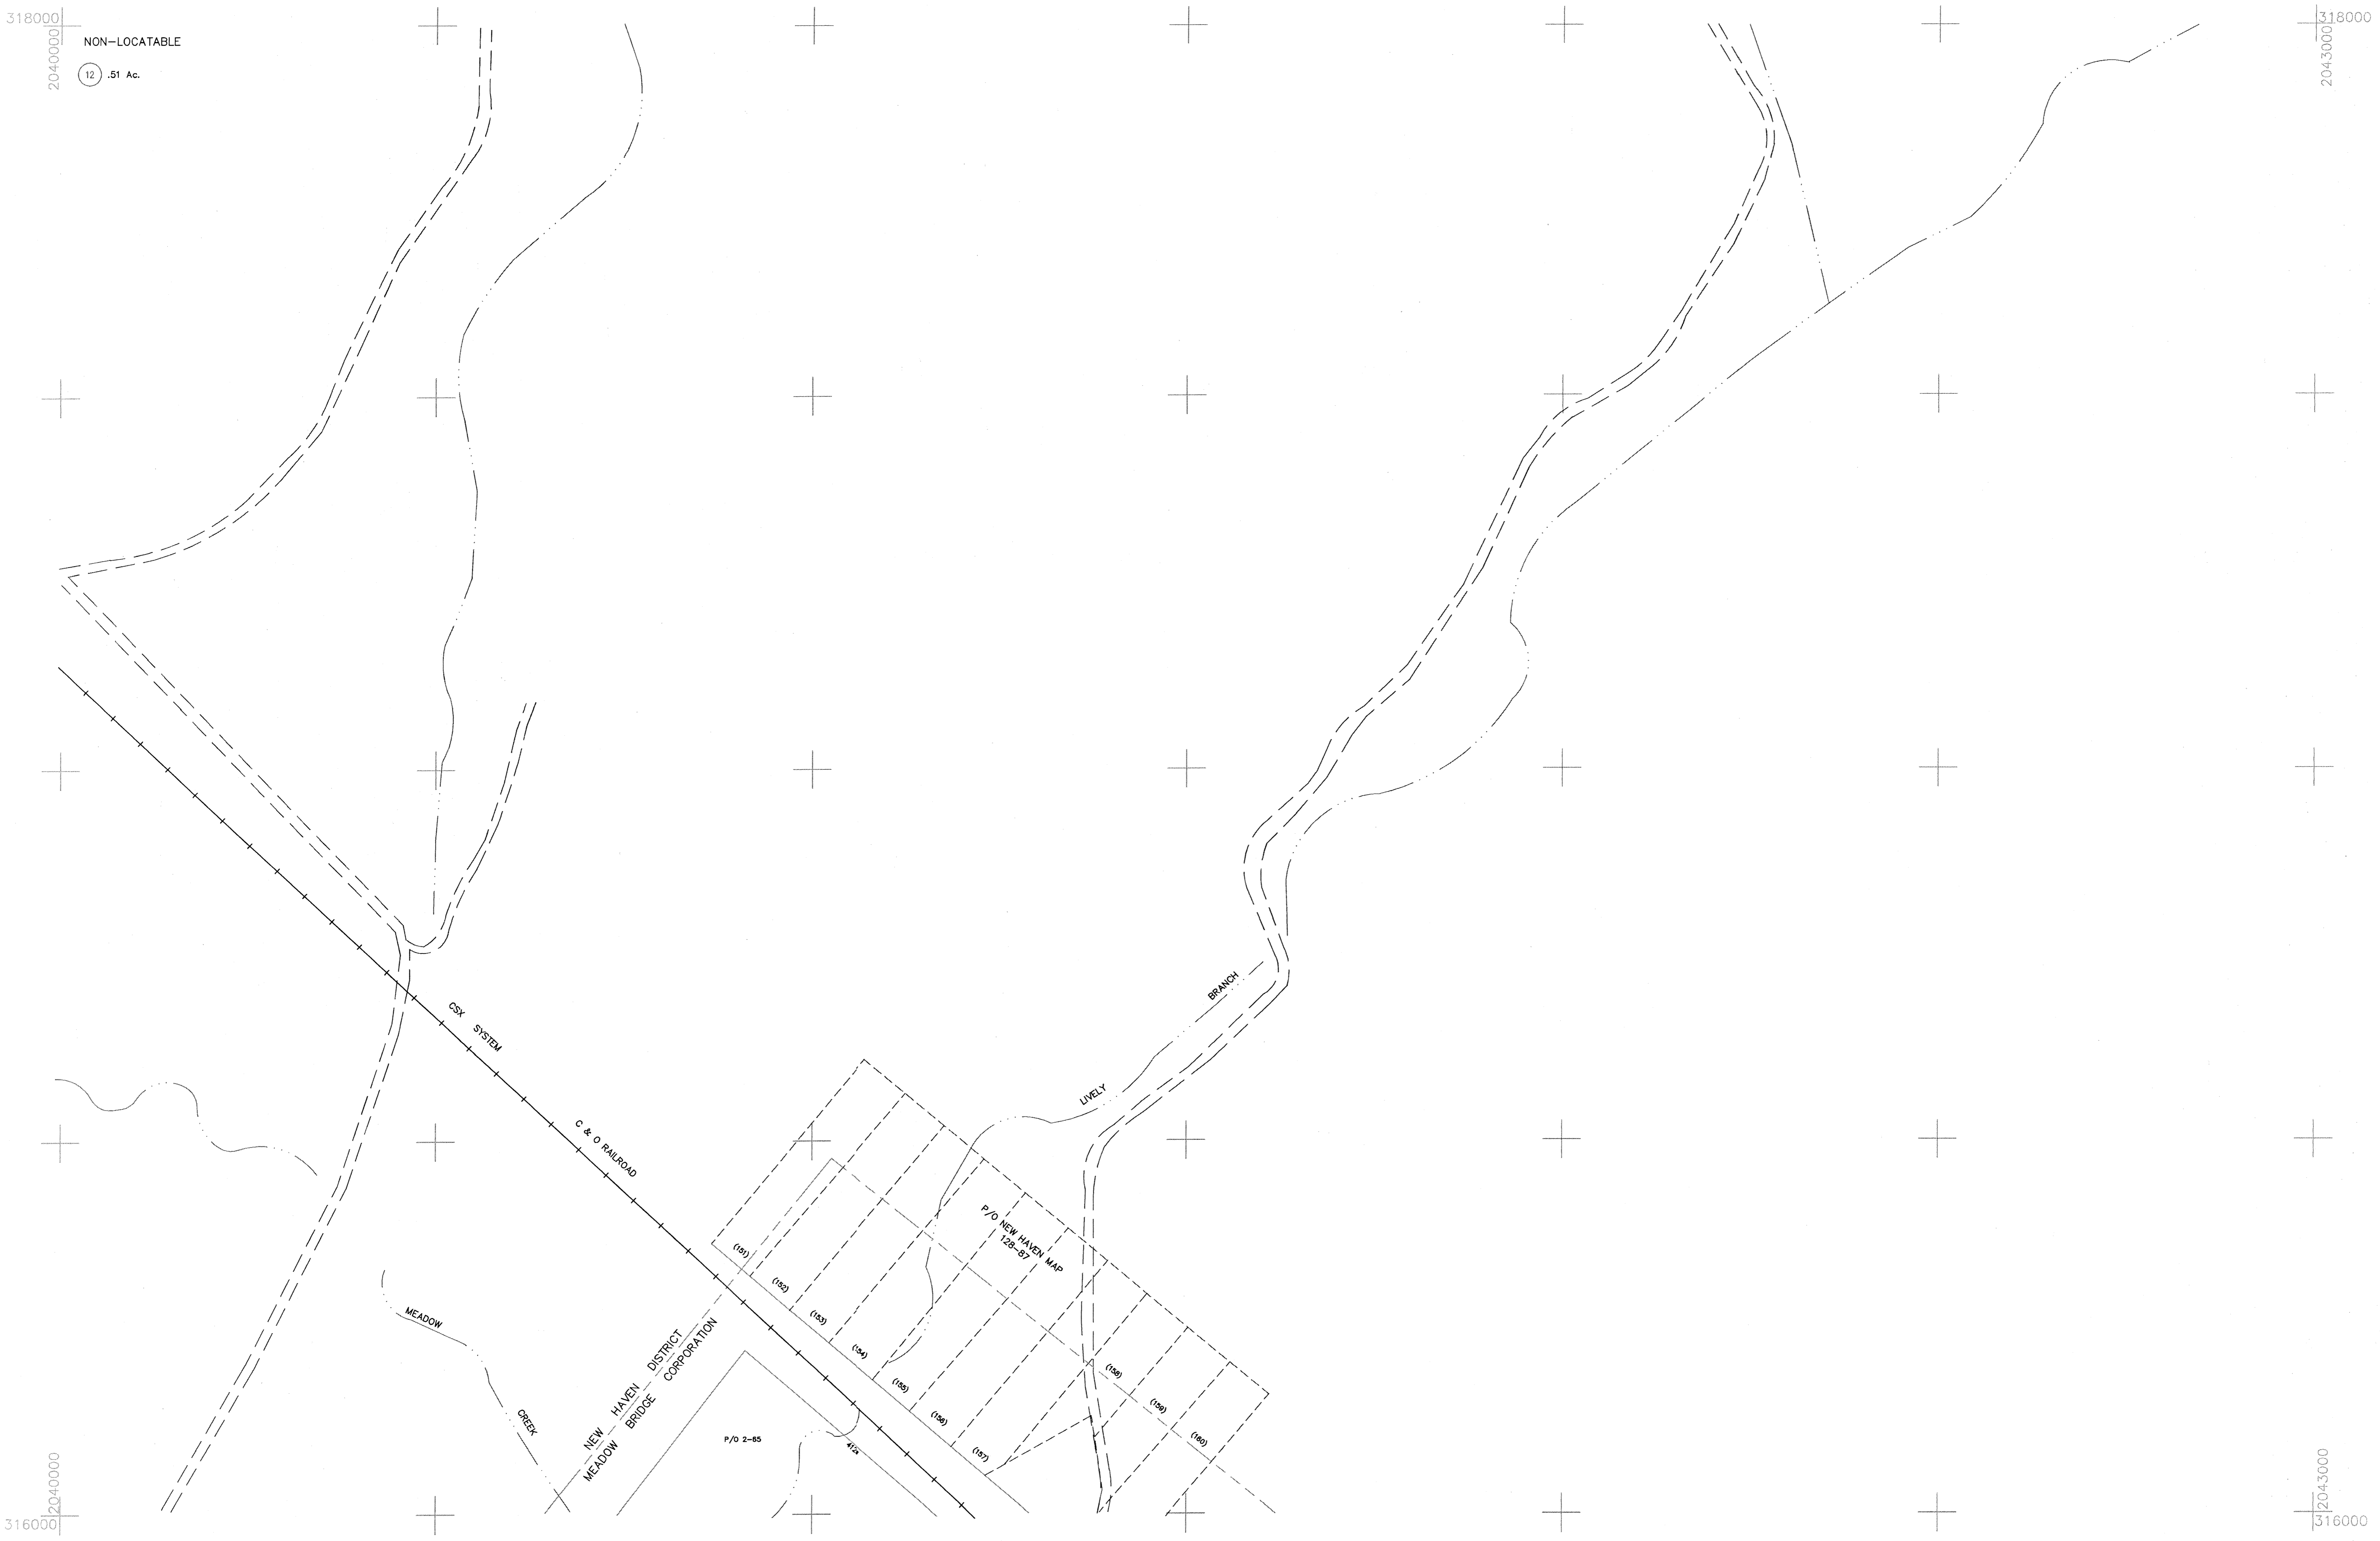 318000
2040000
NON-LOCATABLE
12 .51 Ac.
318000
2043000
BRANCH
CSX SYSTEM
LIVELY
C & O RAILROAD
P/O NEW HAVEN MAP
128-87
(151)
(152)
(153)
(154)
(155)
(156)
(157)
(158)
(159)
(160)
MEADOW
CREEK
NEW HAVEN DISTRICT
MEADOW BRIDGE CORPORATION
P/O 2-65
412±
2040000
316000
2043000
316000